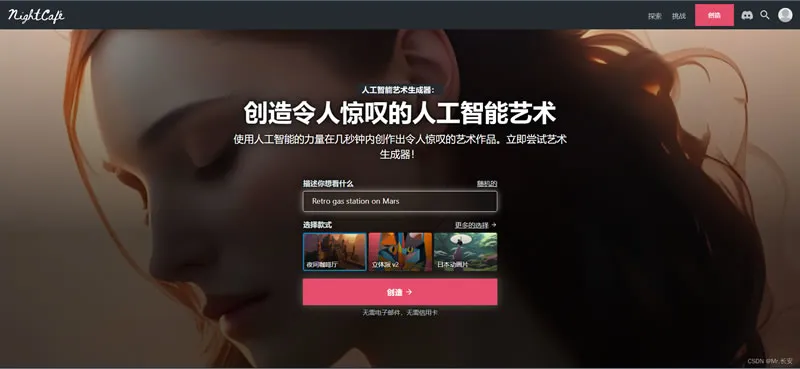 NightCafé
探索
挑战
创造
人工智能艺术生成器:
创造令人惊叹的人工智能艺术
使用人工智能的力量在几秒钟内创作出令人惊叹的艺术作品。立即尝试艺术
生成器!
描述你想看什么
随机的
Retro gas station on Mars
选择款式
更多的选择 →
夜间咖啡厅
立体派 v2
日本动画片
创造 →
无需电子邮件、无需信用卡
CSDN @Mr.长安